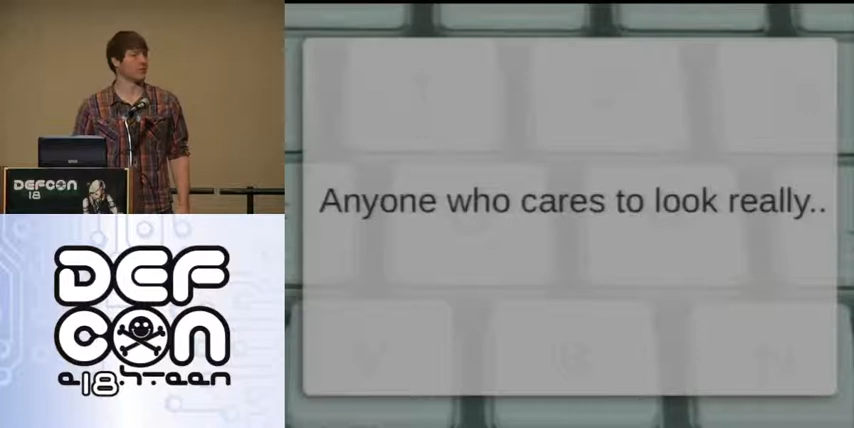 DEFCON
18
DEF
CON
e18hteen
Anyone who cares to look really..